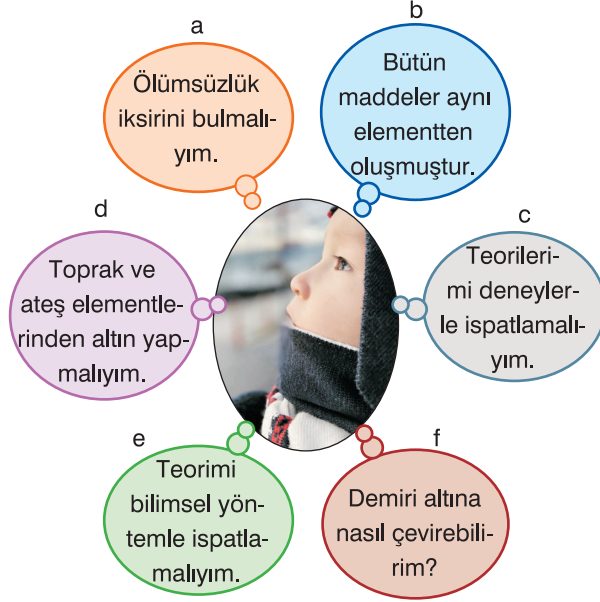 a
Ölümsüzlük
iksirini bulmalı-
yım.
b
Bütün
maddeler aynı
elementten
oluşmuştur.
d
Toprak ve
ateş elementle-
rinden altın yap-
malıyım.
c
Teorileri-
mi deneyler-
le ispatlamalı-
yım.
e
Teorimi
bilimsel yön-
temle ispatla-
malıyım.
f
Demiri altına
nasıl çevirebili-
rim?